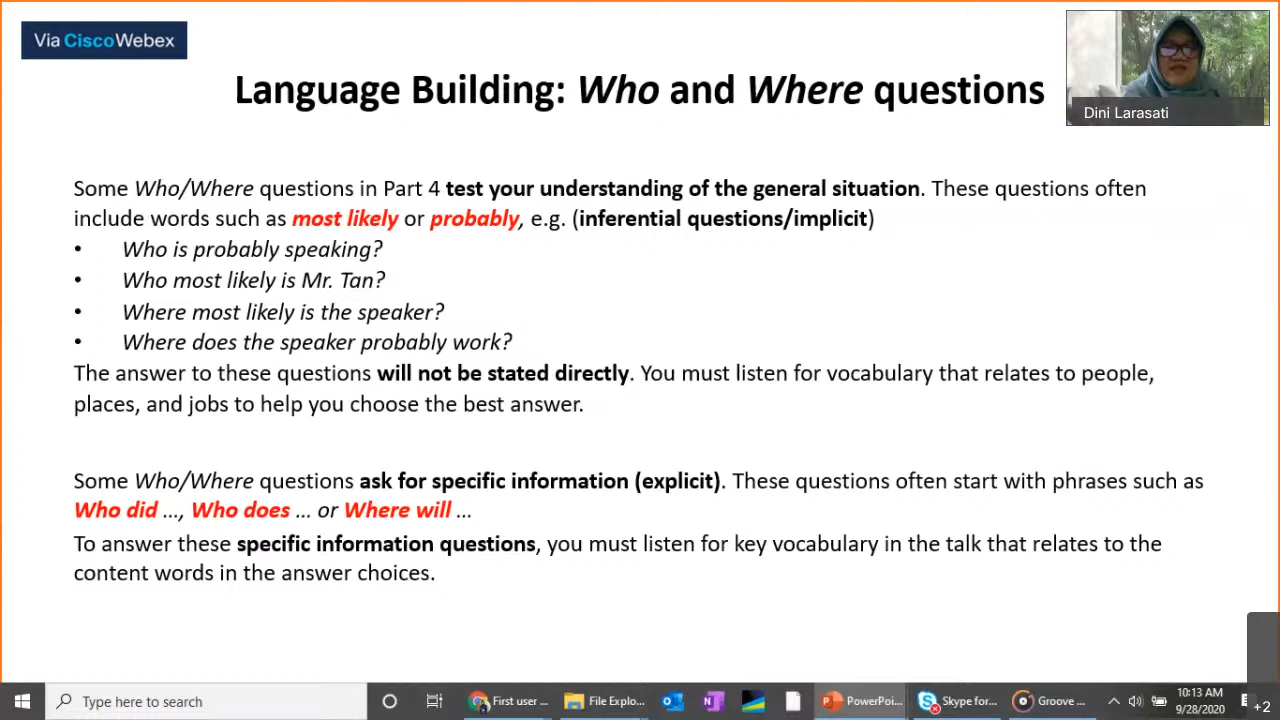 Via CiscoWebex
Language Building: Who and Where questions
Dini Larasati
Some Who/Where questions in Part 4 test your understanding of the general situation. These questions often
include words such as most likely or probably, e.g. (inferential questions/implicit)
• Who is probably speaking?
• Who most likely is Mr. Tan?
• Where most likely is the speaker?
• Where does the speaker probably work?
The answer to these questions will not be stated directly. You must listen for vocabulary that relates to people,
places, and jobs to help you choose the best answer.
Some Who/Where questions ask for specific information (explicit). These questions often start with phrases such as
Who did ..., Who does ... or Where will ...
To answer these specific information questions, you must listen for key vocabulary in the talk that relates to the
content words in the answer choices.
Type here to search
First user ...
File Explo...
PowerPoi...
Skype for...
Groove ...
10:13 AM
9/28/2020
+2